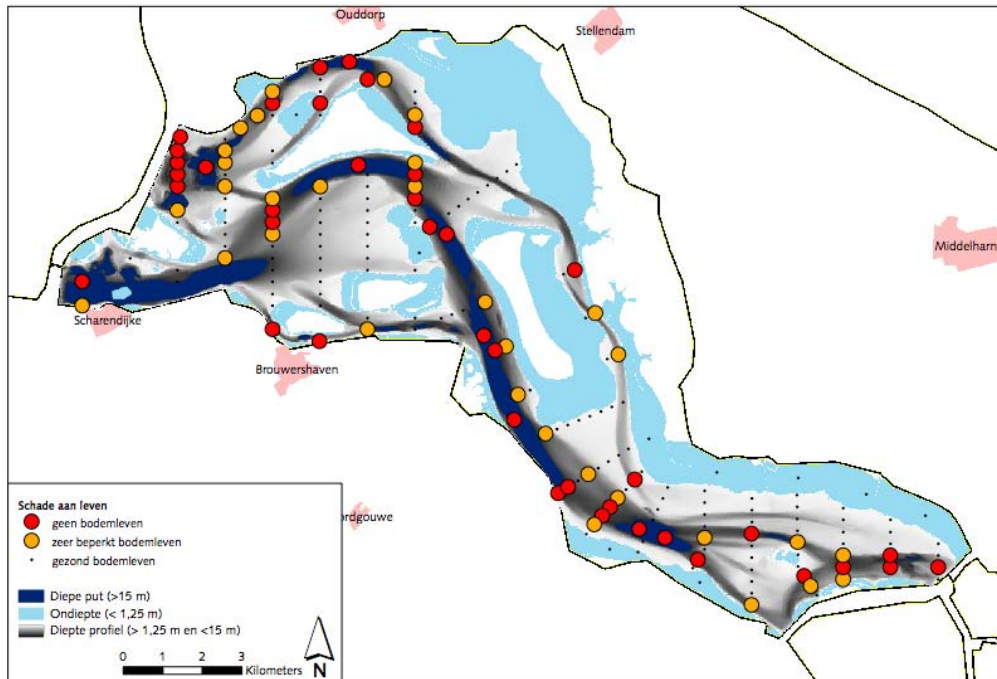 Ouddorp
Stellendam
Middelharn
Scharendijke
Brouwershaven
ordgouwe
Schade aan leven
geen bodemleven
zeer beperkt bodemleven
gezond bodemleven
Diepe put (>15 m)
Ondiepte (< 1,25 m)
Diepte profiel (> 1,25 m en <15 m)
0 1 2 3
Kilometers
N